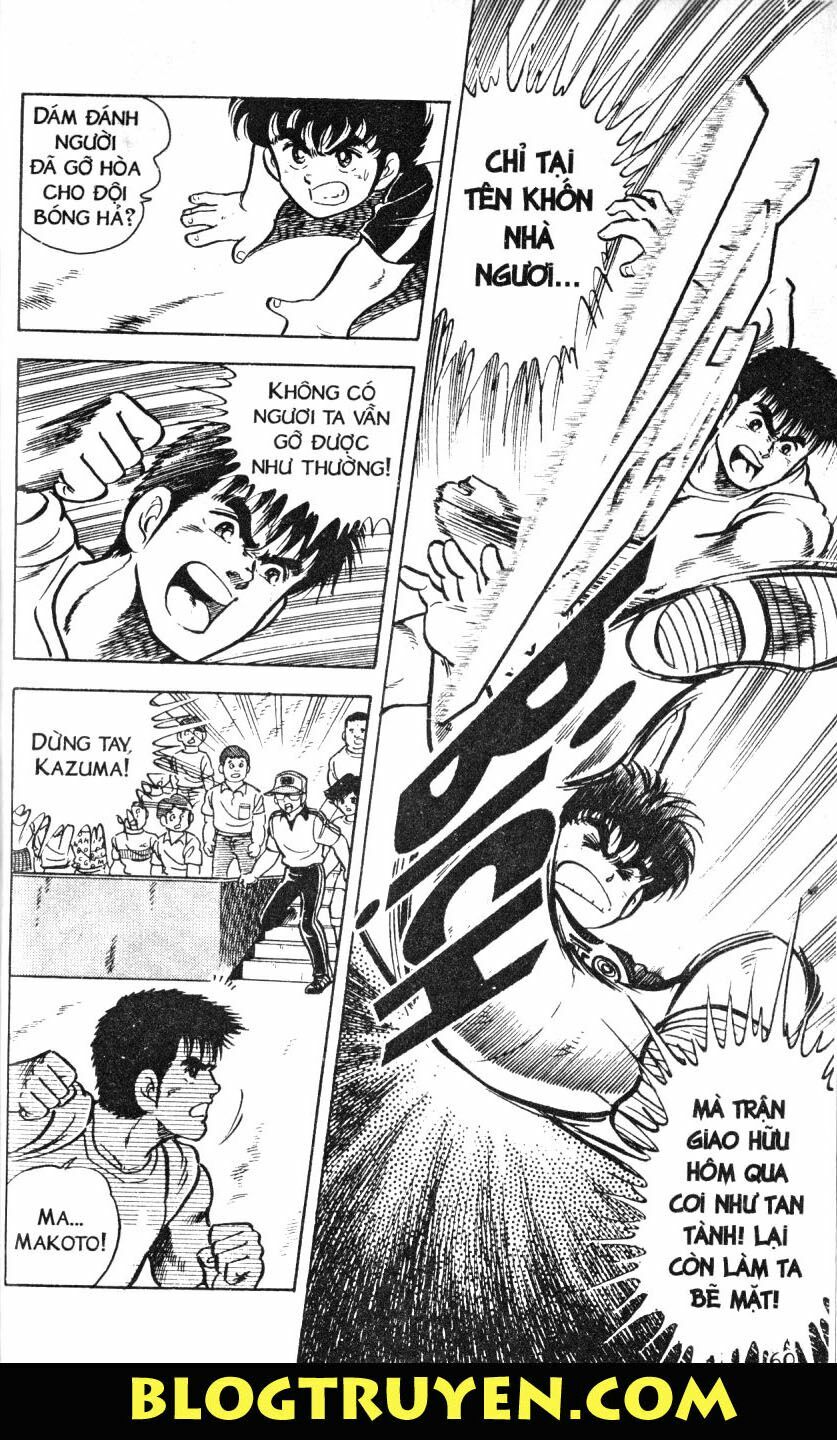 CHỈ TẠI
TÊN KHỐN
NHÀ
NGƯƠI...
BỊCH
MÀ TRẬN
GIAO HỮU
HÔM QUA
COI NHƯ TAN
TÀNH! LẠI
CÒN LÀM TA
BẼ MẶT!
DÁM ĐÁNH
NGƯỜI
ĐÃ GỠ HÒA
CHO ĐỘI
BÓNG HẢ?
KHÔNG CÓ
NGƯƠI TA VẪN
GỠ ĐƯỢC
NHƯ THƯỜNG!
DỪNG TAY,
KAZUMA!
MA...
MAKOTO!
60
BLOGTRUYEN.COM